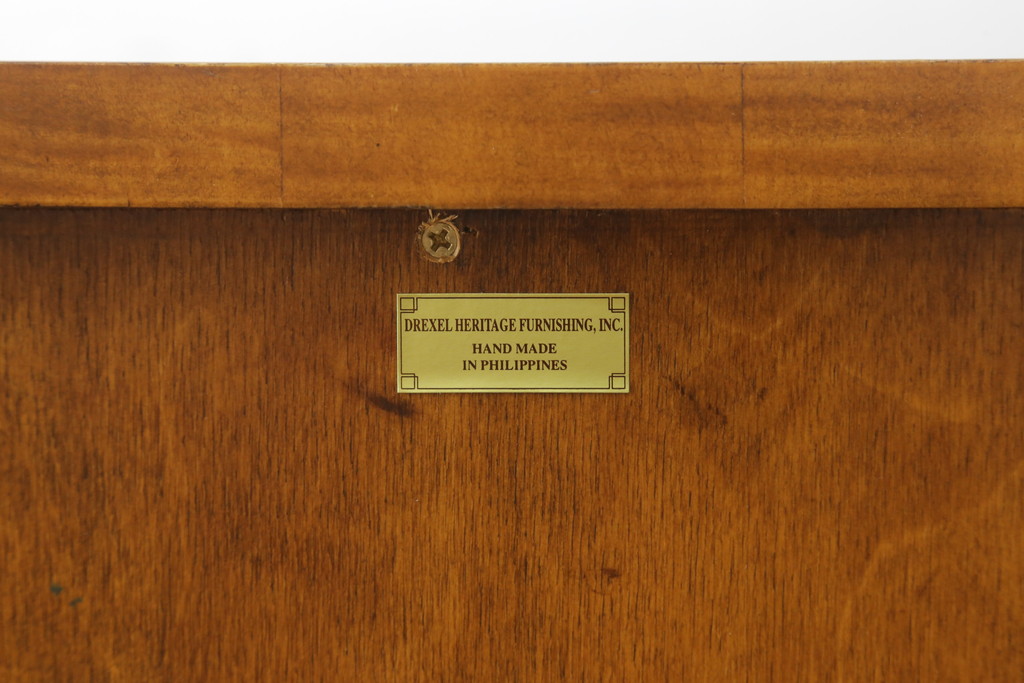 DREXEL HERITAGE FURNISHING, INC.
HAND MADE
IN PHILIPPINES